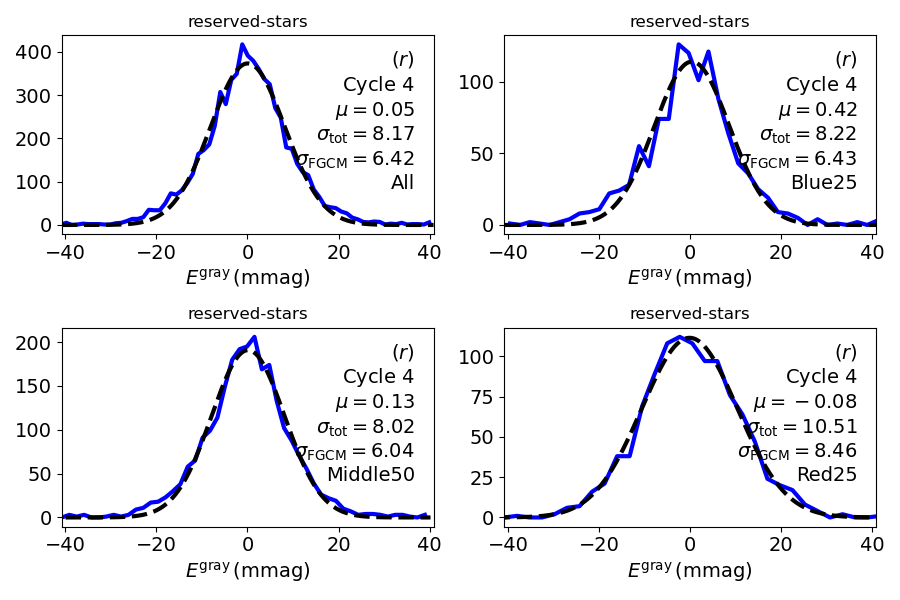 reserved-stars
400
300
200
100
0
(r)
Cycle 4
μ = 0.05
σtot = 8.17
σFGCM = 6.42
All
−40 −20 0 20 40
Egray (mmag)
reserved-stars
100
50
0
(r)
Cycle 4
μ = 0.42
σtot = 8.22
σFGCM = 6.43
Blue25
−40 −20 0 20 40
Egray (mmag)
reserved-stars
200
150
100
50
0
(r)
Cycle 4
μ = 0.13
σtot = 8.02
σFGCM = 6.04
Middle50
−40 −20 0 20 40
Egray (mmag)
reserved-stars
100
75
50
25
0
(r)
Cycle 4
μ = −0.08
σtot = 10.51
σFGCM = 8.46
Red25
−40 −20 0 20 40
Egray (mmag)